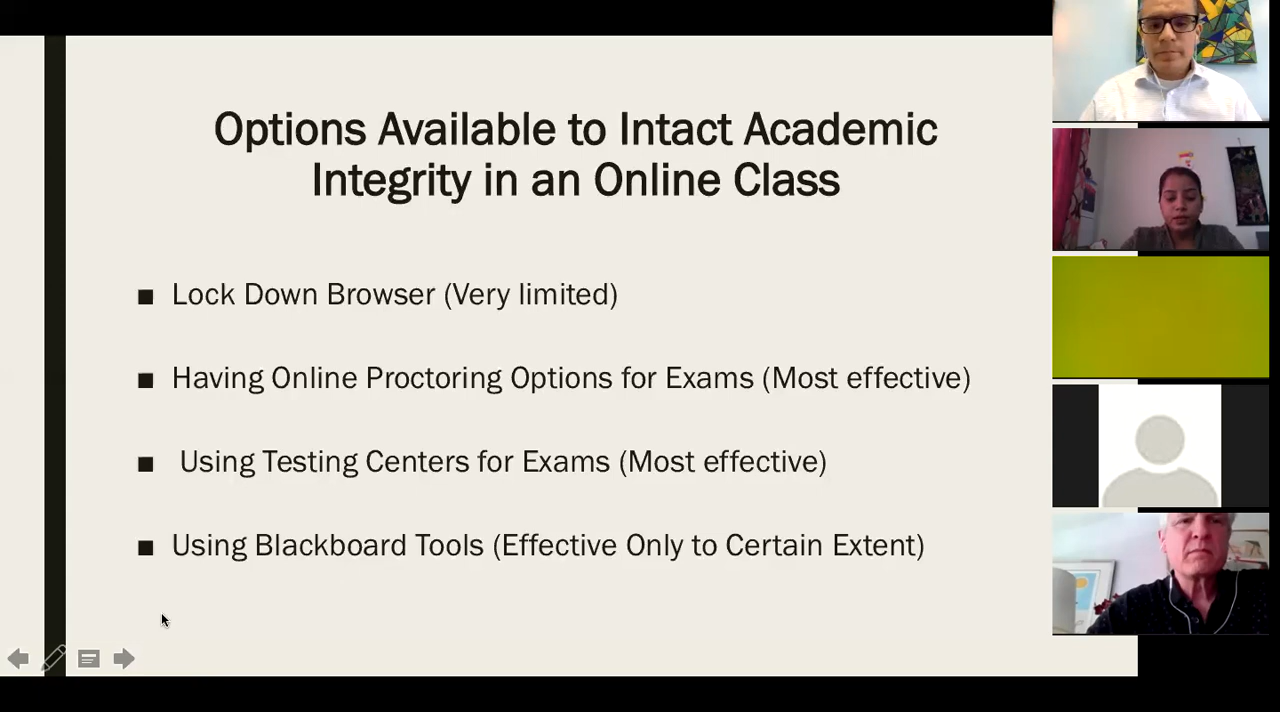 Options Available to Intact Academic
Integrity in an Online Class
■ Lock Down Browser (Very limited)
■ Having Online Proctoring Options for Exams (Most effective)
■ Using Testing Centers for Exams (Most effective)
■ Using Blackboard Tools (Effective Only to Certain Extent)